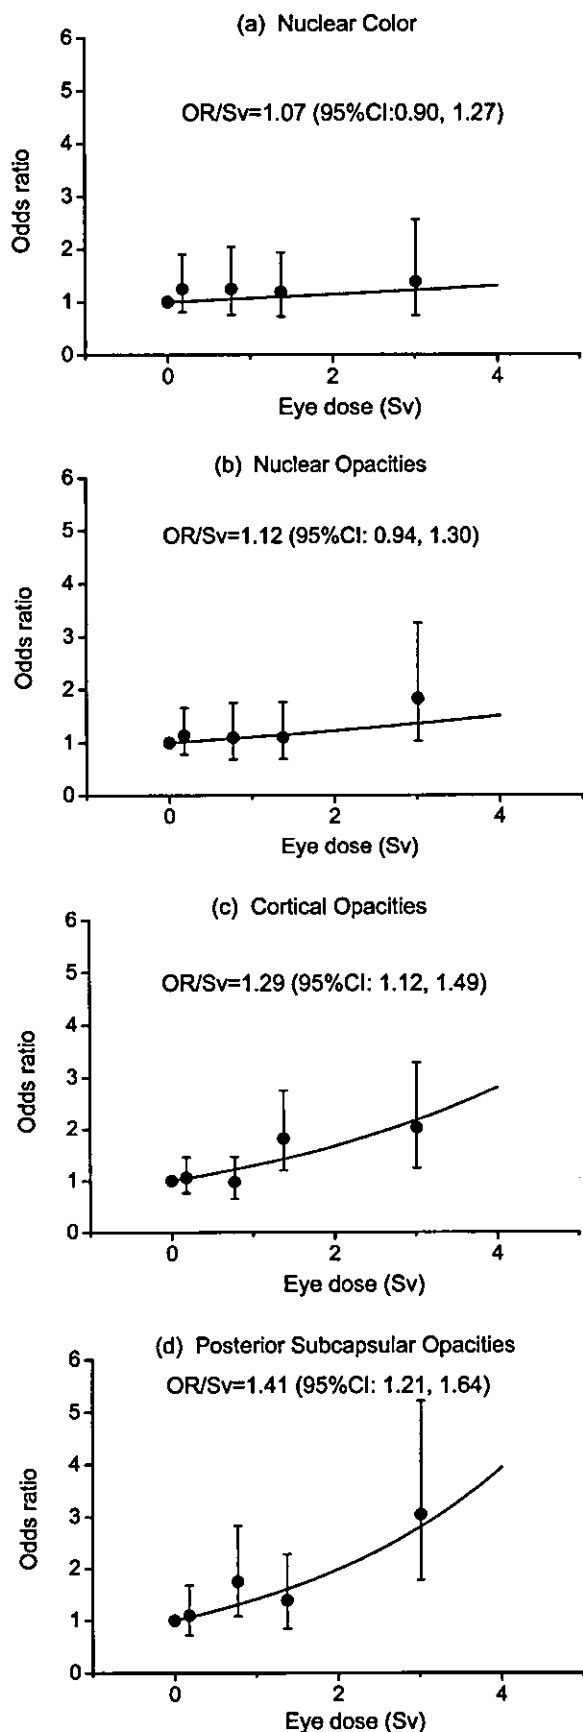 (a) Nuclear Color
6
5
OR/Sv=1.07 (95%CI:0.90, 1.27)
4
3
2
1
0
Odds ratio
0 2 4
Eye dose (Sv)
(b) Nuclear Opacities
6
5
OR/Sv=1.12 (95%CI: 0.94, 1.30)
4
3
2
1
0
Odds ratio
0 2 4
Eye dose (Sv)
(c) Cortical Opacities
6
5
OR/Sv=1.29 (95%CI: 1.12, 1.49)
4
3
2
1
0
Odds ratio
0 2 4
Eye dose (Sv)
(d) Posterior Subcapsular Opacities
6
OR/Sv=1.41 (95%CI: 1.21, 1.64)
5
4
3
2
1
0
Odds ratio
0 2 4
Eye dose (Sv)